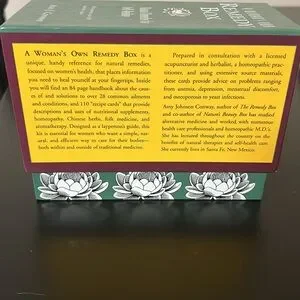 REMEDY
BOX
A WOMAN'S OWN REMEDY BOX is a
unique, handy reference for natural remedies,
focused on women's health; that places information
you need to heal yourself at your fingertips. Inside
you will find an 84 page handbook about the caus-
es of and solutions to over 28 common ailments
and conditions, and 110 "recipe cards" that provide
descriptions and uses of nutritional supplements,
homeopathy, Chinese herbs, folk medicine, and
aromatherapy. Designed as a layperson's guide, this
kit is essential for women who want a simple, nat-
ural, and efficient way to care for their bodies—
both within and outside of traditional medicine.
Prepared in consultation with a licensed
acupuncturist and herbalist, a homeopathic prac-
titioner, and using extensive source materials,
these cards provide advice on problems ranging
from anemia, depression, menstrual discomfort,
and menopausal to yeast infections.
Amy Johnson Conway, author of The Remedy Box
and co-author of Nature's Beauty Box has studied
alternative medicine and worked with numerous
health care professionals and homeopathic M.D.'s.
She has lectured throughout the country on the
benefits of natural therapies and self-health care.
She currently lives in Santa Fe, New Mexico.